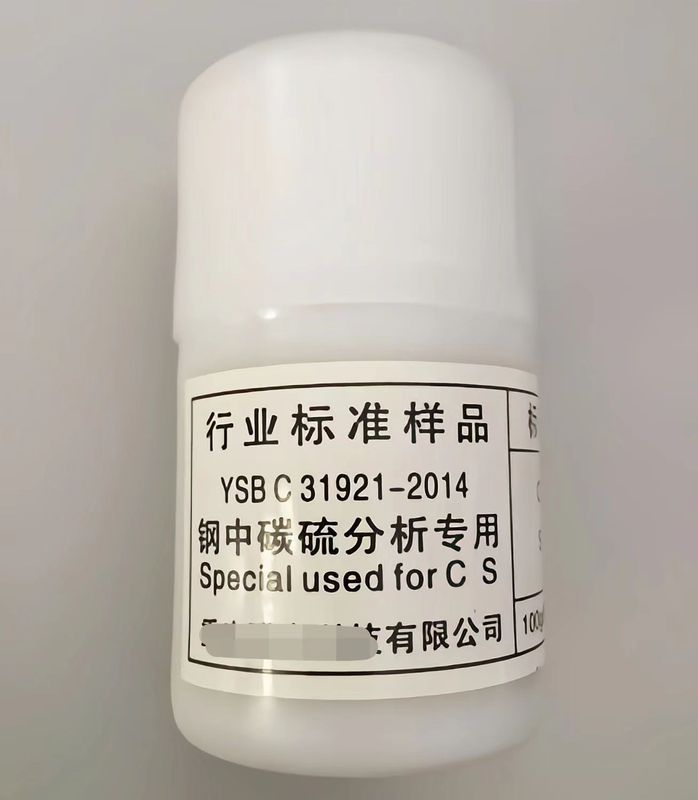 行业标准样品
YSB C 31921-2014
钢中碳硫分析专用
Special used for C S
有限公司
100g